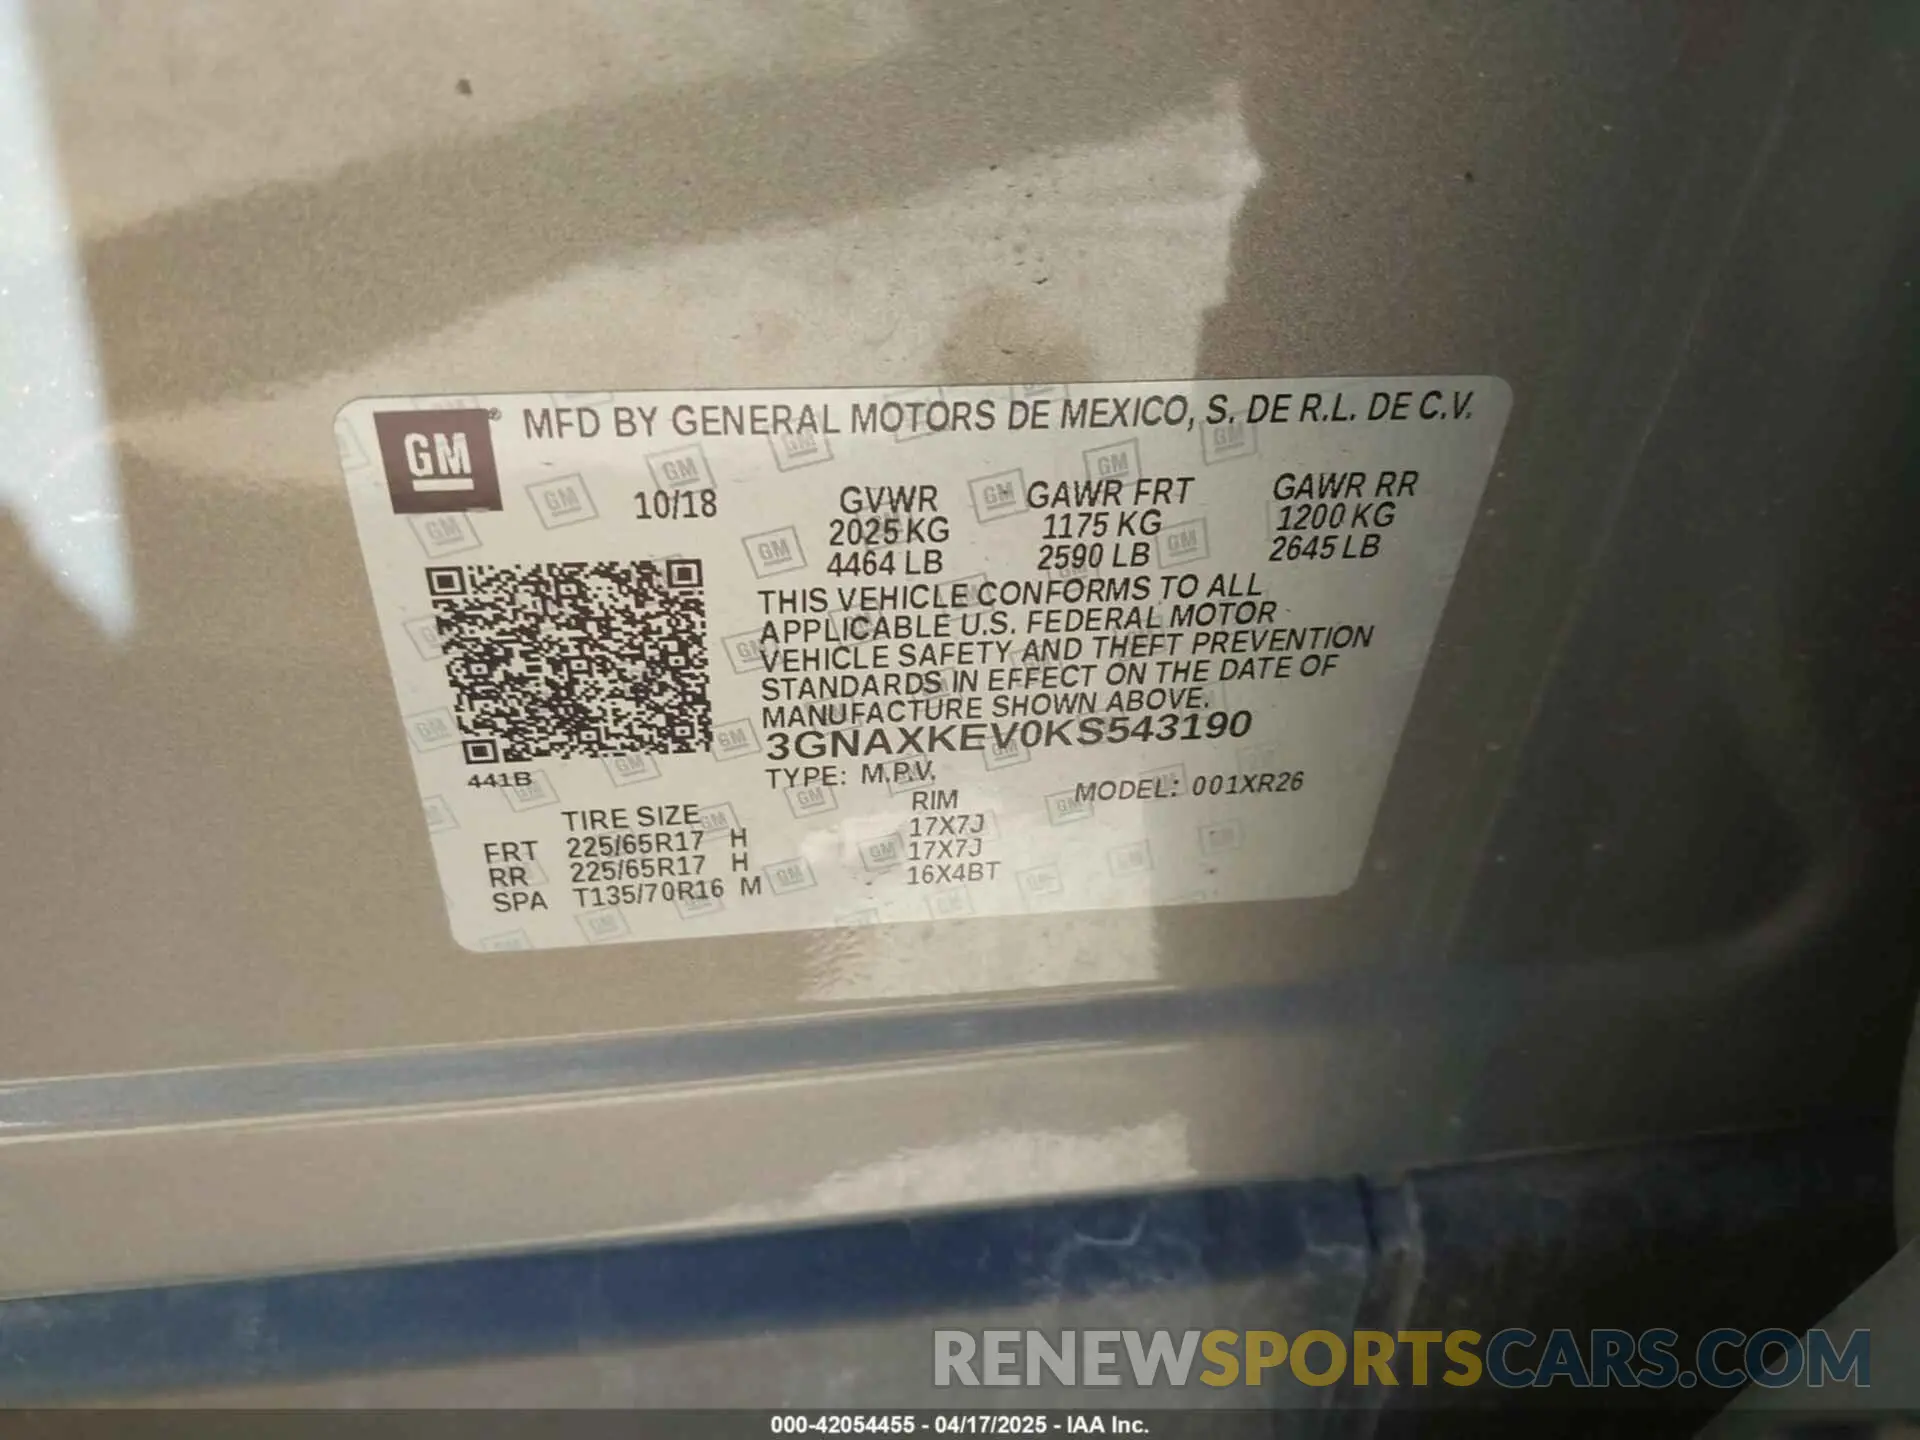 GM ® MFD BY GENERAL MOTORS DE MEXICO, S. DE R.L. DE C.V.
10/18 GVWR GAWR FRT GAWR RR
2025 KG 1175 KG 1200 KG
4464 LB 2590 LB 2645 LB
THIS VEHICLE CONFORMS TO ALL
APPLICABLE U.S. FEDERAL MOTOR
VEHICLE SAFETY AND THEFT PREVENTION
STANDARDS IN EFFECT ON THE DATE OF
MANUFACTURE SHOWN ABOVE.
3GNAXKEV0KS543190
441B
TYPE: M.P.V. MODEL: 001XR26
TIRE SIZE RIM
FRT 225/65R17 H 17X7J
RR 225/65R17 H 17X7J
SPA T135/70R16 M 16X4BT
RENEWSPORTSCARS.COM
000-42054455 - 04/17/2025 - IAA Inc.